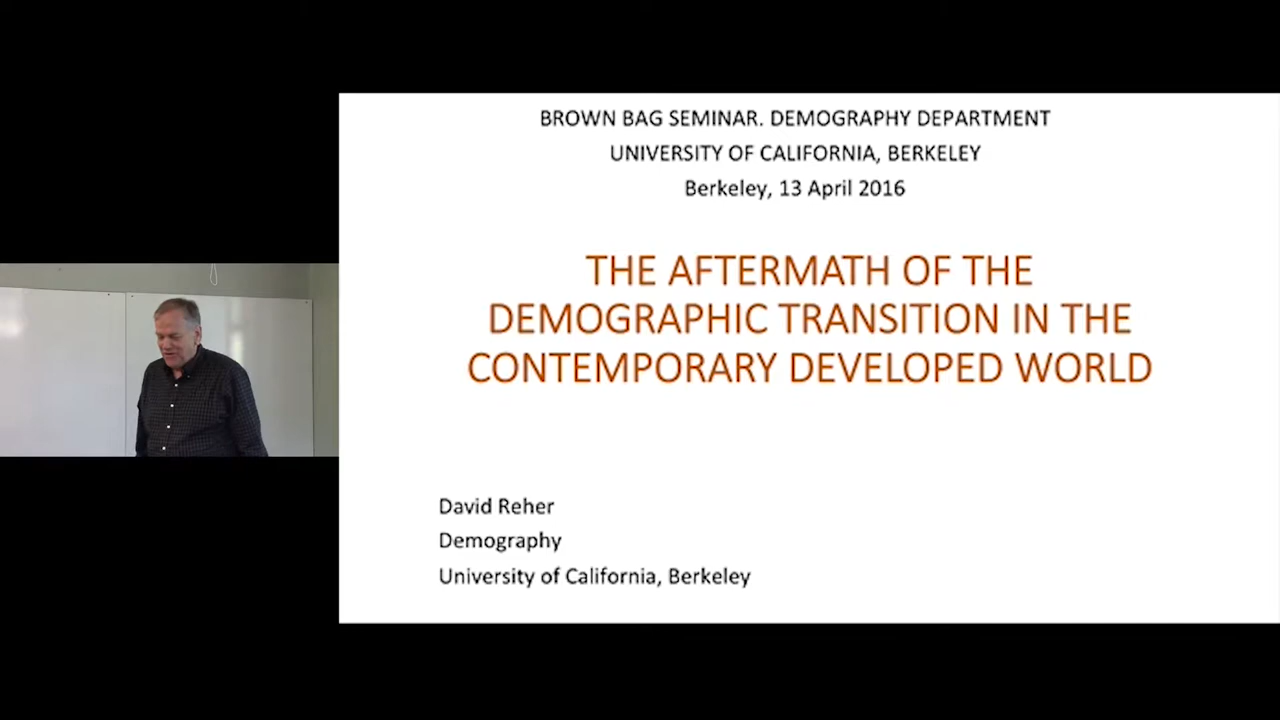 BROWN BAG SEMINAR. DEMOGRAPHY DEPARTMENT
UNIVERSITY OF CALIFORNIA, BERKELEY
Berkeley, 13 April 2016
THE AFTERMATH OF THE
DEMOGRAPHIC TRANSITION IN THE
CONTEMPORARY DEVELOPED WORLD
David Reher
Demography
University of California, Berkeley